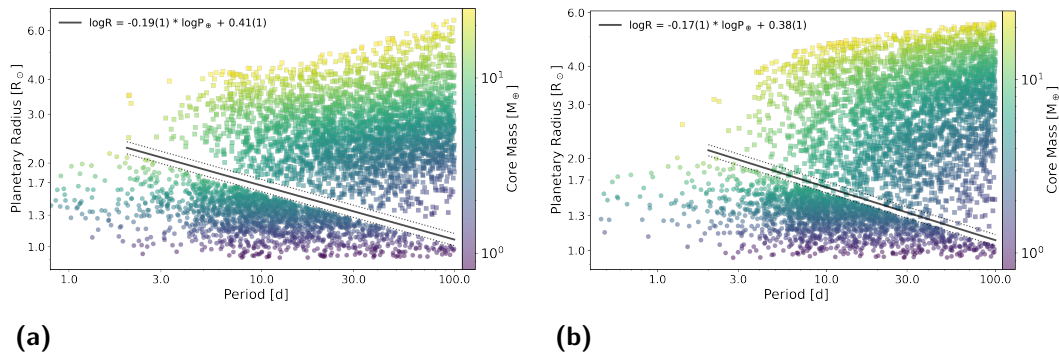 logR = -0.19(1) * logP⊕ + 0.41(1)
6.0
4.0
3.0
2.0
1.7
1.3
1.0
Planetary Radius [R⊙]
1.0
3.0
10.0
30.0
100.0
Period [d]
10¹
10⁰
Core Mass [M⊕]
(a)
logR = -0.17(1) * logP⊕ + 0.38(1)
6.0
4.0
3.0
2.0
1.7
1.3
1.0
Planetary Radius [R⊙]
1.0
3.0
10.0
30.0
100.0
Period [d]
10¹
10⁰
Core Mass [M⊕]
(b)